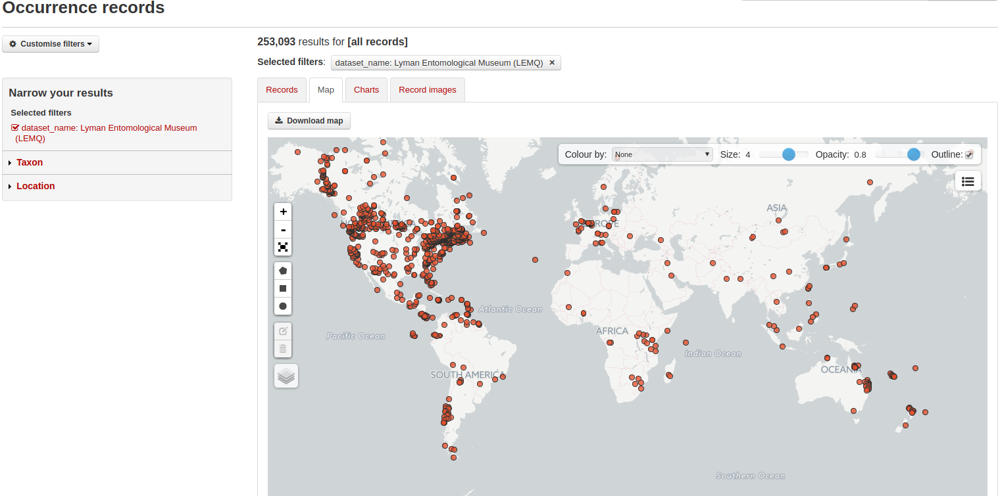 Occurrence records
Customise filters
253,093 results for [all records]
Selected filters: dataset_name: Lyman Entomological Museum (LEMQ) ×
Narrow your results
Selected filters
dataset_name: Lyman Entomological Museum
(LEMQ)
Taxon
Location
Records
Map
Charts
Record images
Download map
Colour by: None Size: 4 Opacity: 0.8 Outline:
+
-
ASIA
Atlantic Ocean
Pacific Ocean
AFRICA
Indian Ocean
SOUTH AMERICA
OCEANIA
Southern Ocean